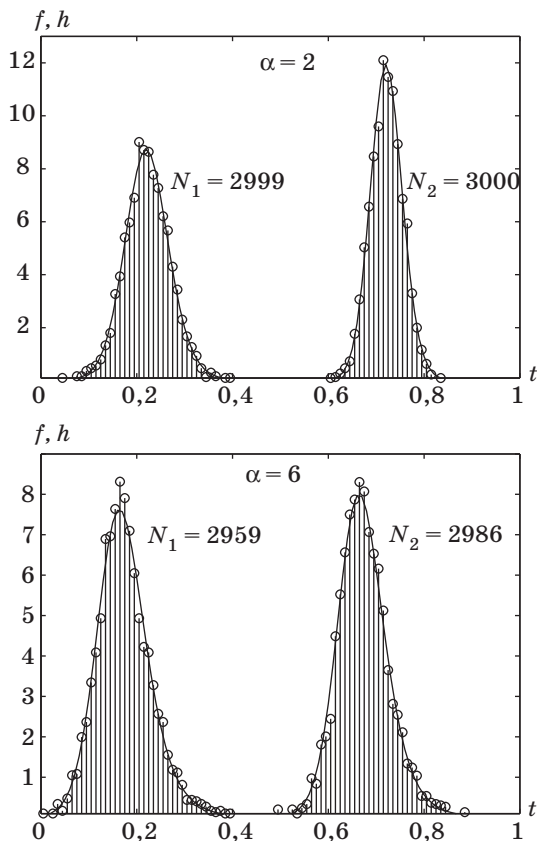 f, h
12
α = 2
10
8
N₁ = 2999
N₂ = 3000
6
4
2
0
0,2
0,4
0,6
0,8
1
t
f, h
8
α = 6
7
N₁ = 2959
N₂ = 2986
6
5
4
3
2
1
0
0,2
0,4
0,6
0,8
1
t